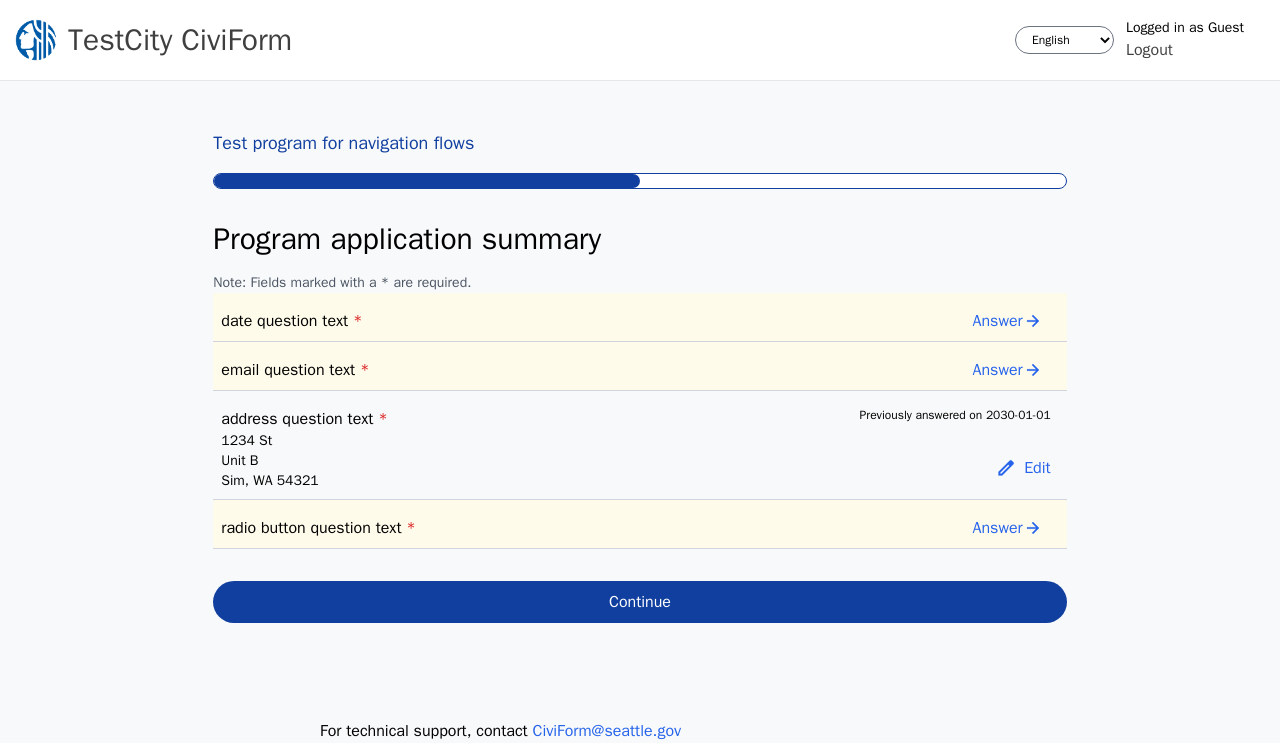 TestCity CiviForm
English
Logged in as Guest
Logout
Test program for navigation flows
Program application summary
Note: Fields marked with a * are required.
date question text *
Answer
email question text *
Answer
address question text *
Previously answered on 2030-01-01
1234 St
Unit B
Sim, WA 54321
Edit
radio button question text *
Answer
Continue
For technical support, contact CiviForm@seattle.gov